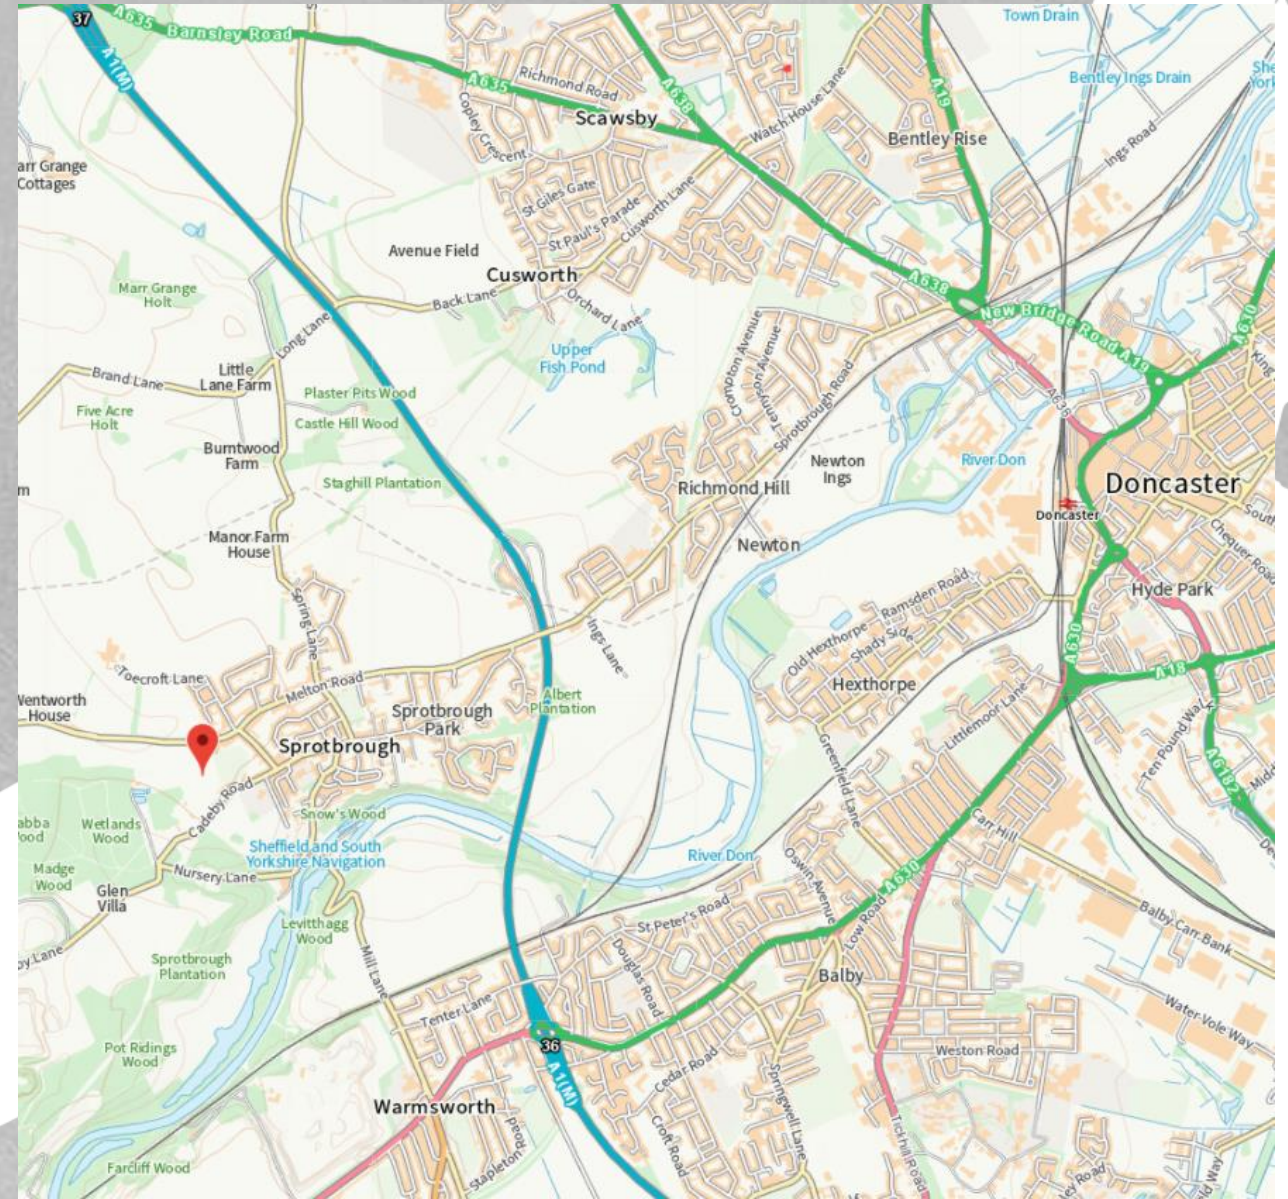 37
A635
Barnsley Road
A1(M)
Town Drain
Bentley Ings Drain
A635
Richmond Road
A638
Scawsby
Watch House Lane
A19
Bentley Rise
Ings Road
Copley Crescent
arr Grange
Cottages
St Giles Gate
St Paul's Parade
Cusworth Lane
Avenue Field
Cusworth
Back Lane
Orchard Lane
A638
New Bridge Road A19
A630
King
Marr Grange
Holt
Long Lane
Upper
Fish Pond
Crompton Avenue
Tennyson Avenue
Sprotbrough Road
A638
Brand Lane
Little
Lane Farm
Plaster Pits Wood
Five Acre
Holt
Castle Hill Wood
Burntwood
Farm
Staghill Plantation
Newton
Ings
River Don
Richmond Hill
Doncaster
m
Doncaster
South
Chequer Road
Manor Farm
House
Newton
Hyde Park
Ramsden Road
Old Hexthorpe
Shady Side
Spring Lane
Ings Lane
A630
A18
Toecroft Lane
Melton Road
Hexthorpe
Wentworth
House
Albert
Plantation
Sprotbrough
Park
Littlemoor Lane
Ten Pound Walk
A6182
Sprotbrough
Greenfield Lane
Cadeby Road
Snow's Wood
Carr Hill
abba
ood
Wetlands
Wood
Sheffield and South
Yorkshire Navigation
River Don
Madge
Wood
Nursery Lane
Oswin Avenue
A630
Glen
Villa
Low Road
St Peter's Road
Balby Carr Bank
Levitthagg
Wood
Mill Lane
Douglas Road
Sprotbrough
Plantation
Balby
Tenter Lane
Water Vole Way
36
A1(M)
Pot Ridings
Wood
Cedar Road
Weston Road
Springwell Lane
Warmsworth
Croft Road
Tickhill Road
Stapleton
Road
Farcliff Wood